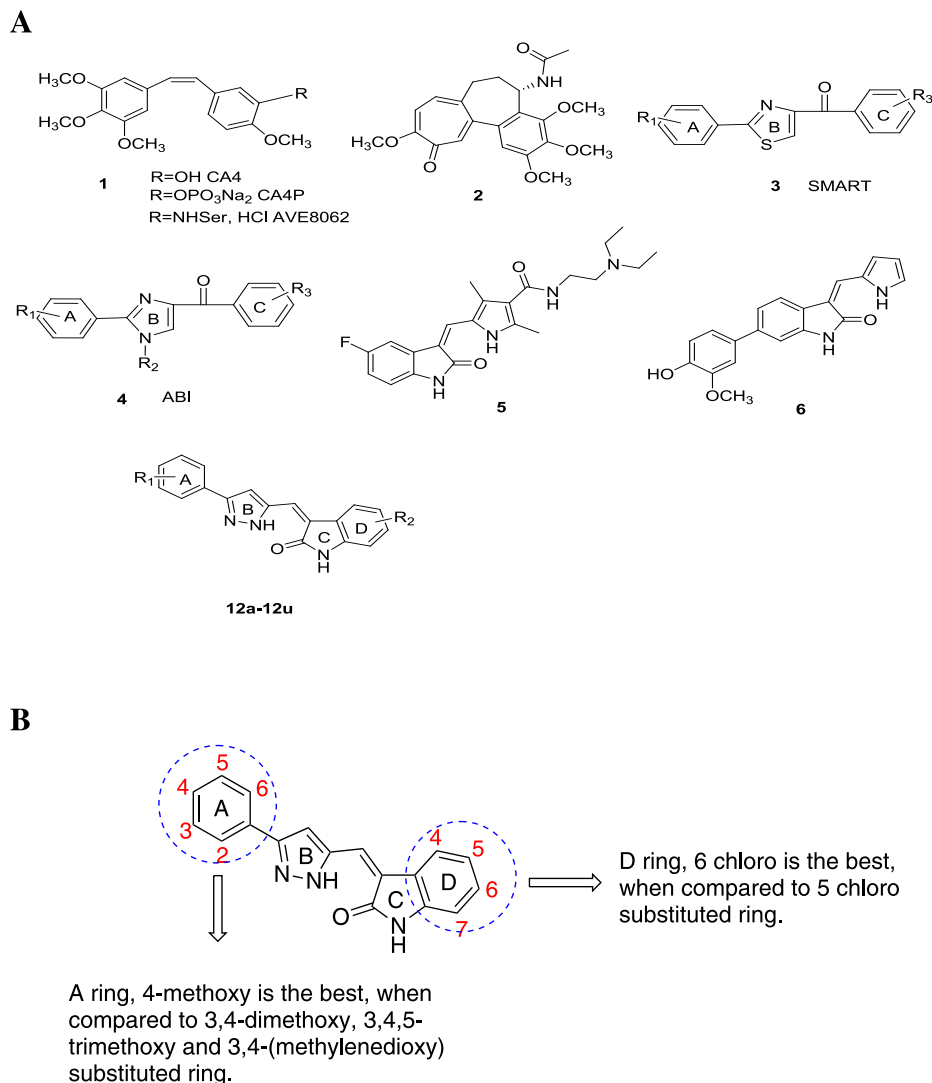 A
H3CO
H3CO
OCH3
R
OCH3
1
R=OH CA4
R=OPO3Na2 CA4P
R=NHSer, HCl AVE8062
O
HN
H3CO
O
OCH3
OCH3
OCH3
2
R1
A
N
B
S
O
C
R3
3 SMART
R1
A
N
B
N
R2
O
C
R3
4 ABI
F
O
N
H
N
H
N
N
H
O
5
HO
OCH3
N
H
O
NH
6
R1
A
B
N
NH
O
C
N
H
D
R2
12a-12u
B
5
4
6
A
3
2
B
N
NH
O
C
N
H
4
5
D
6
7
D ring, 6 chloro is the best,
when compared to 5 chloro
substituted ring.
A ring, 4-methoxy is the best, when
compared to 3,4-dimethoxy, 3,4,5-
trimethoxy and 3,4-(methylenedioxy)
substituted ring.